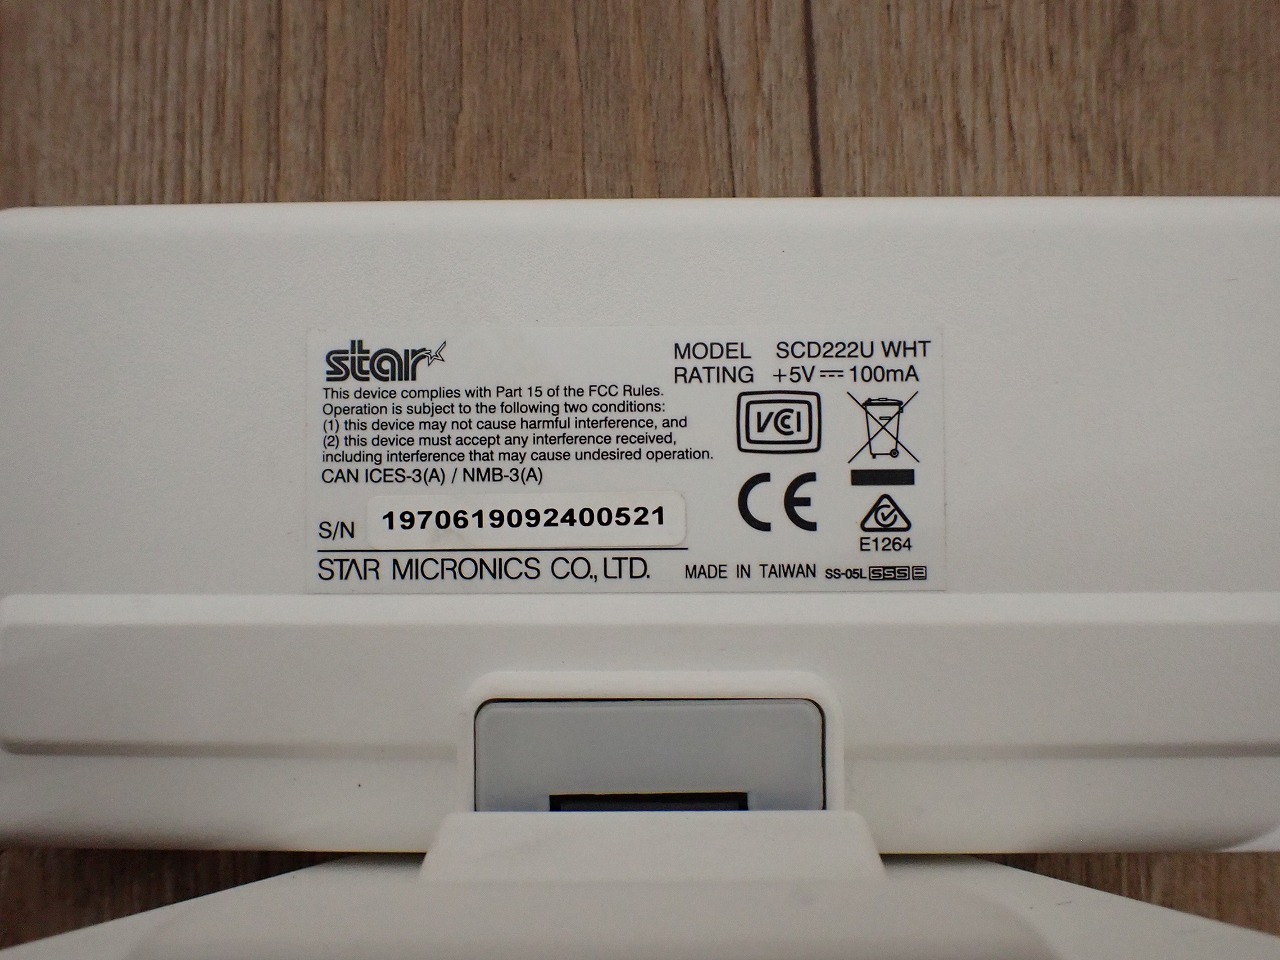 star
MODEL SCD222U WHT
RATING +5V⎓100mA
This device complies with Part 15 of the FCC Rules.
Operation is subject to the following two conditions:
(1) this device may not cause harmful interference, and
(2) this device must accept any interference received,
including interference that may cause undesired operation.
CAN ICES-3(A) / NMB-3(A)
VCCI
CE
E1264
S/N 1970619092400521
STAR MICRONICS CO., LTD.
MADE IN TAIWAN SS-05L SSS B